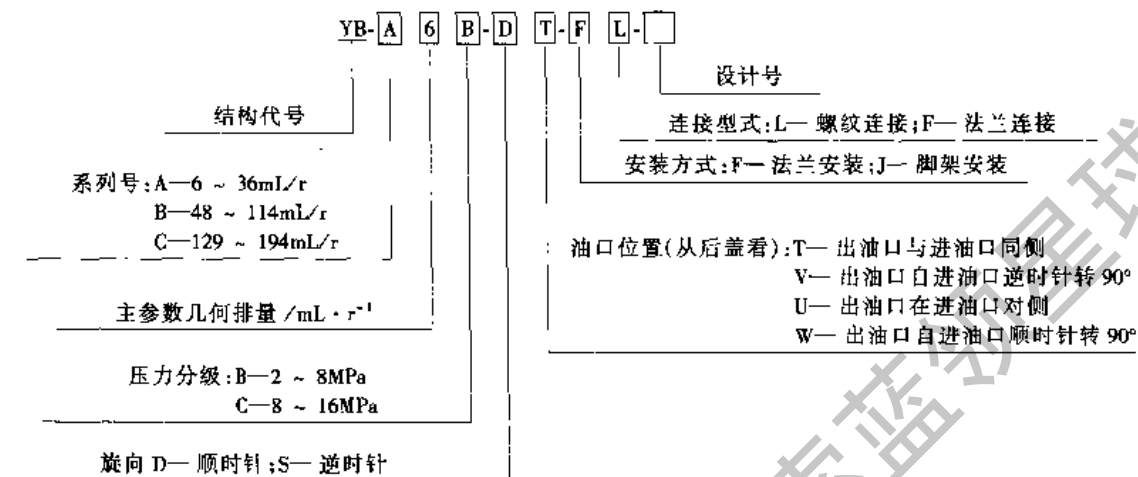 YB-A 6 B-D T-F L-
设计号
结构代号
连接型式:L— 螺纹连接;F— 法兰连接
安装方式:F— 法兰安装;J— 脚架安装
系列号:A—6 ~ 36mL/r
B—48 ~ 114mL/r
C—129 ~ 194mL/r
油口位置(从后盖看):T— 出油口与进油口同侧
V— 出油口自进油口逆时针转 90°
U— 出油口在进油口对侧
W— 出油口自进油口顺时针转 90°
主参数几何排量 /mL·r⁻¹
压力分级:B—2 ~ 8MPa
C—8 ~ 16MPa
旋向 D— 顺时针;S— 逆时针
蓝领星球